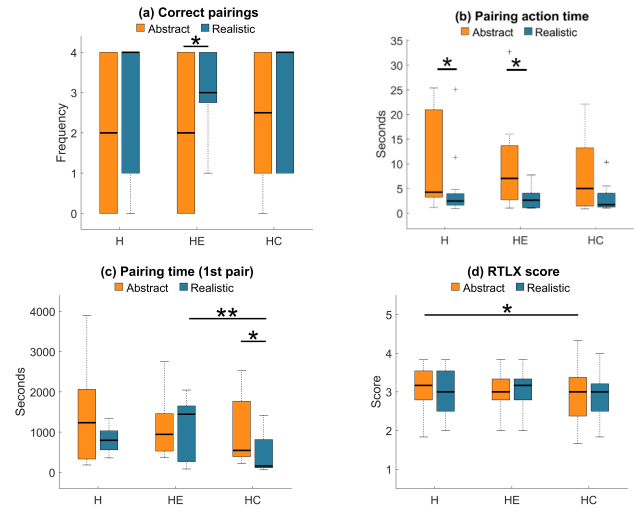 (a) Correct pairings
Abstract Realistic
*
4
3
2
1
0
Frequency
H HE HC
(b) Pairing action time
Abstract Realistic
* *
35
30
25
20
15
10
5
0
Seconds
H HE HC
(c) Pairing time (1st pair)
Abstract Realistic
**
*
4000
3000
2000
1000
0
Seconds
H HE HC
(d) RTLX score
Abstract Realistic
*
5
4
3
2
1
Score
H HE HC